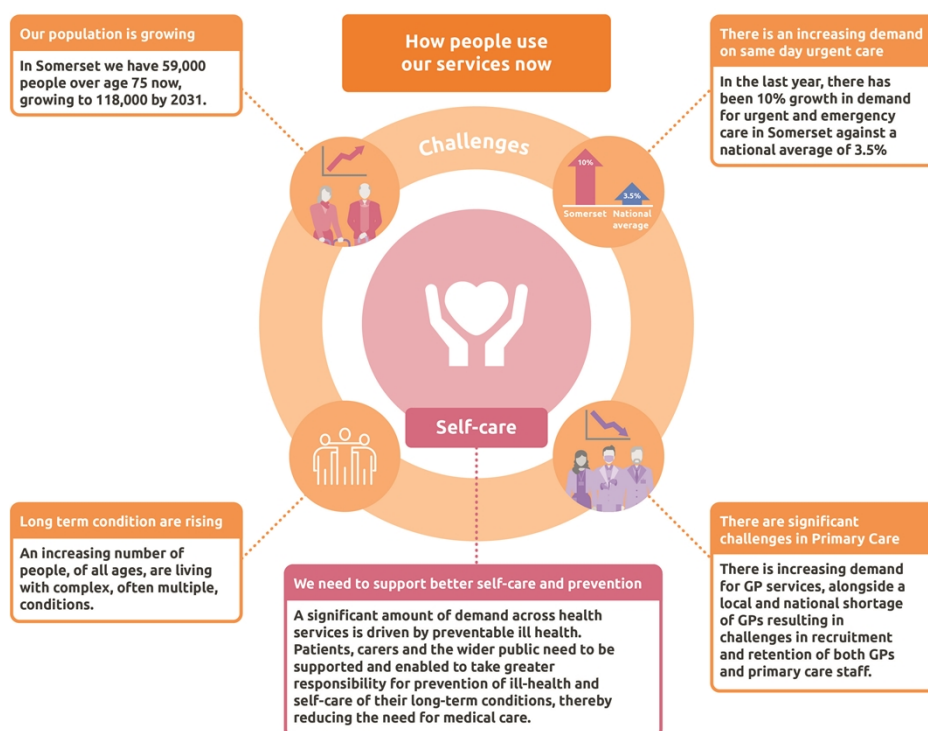 How people use
our services now
Our population is growing
In Somerset we have 59,000
people over age 75 now,
growing to 118,000 by 2031.
There is an increasing demand
on same day urgent care
In the last year, there has
been 10% growth in demand
for urgent and emergency
care in Somerset against a
national average of 3.5%
Challenges
10%
3.5%
Somerset
National
average
Self-care
Long term condition are rising
An increasing number of
people, of all ages, are living
with complex, often multiple,
conditions.
We need to support better self-care and prevention
A significant amount of demand across health
services is driven by preventable ill health.
Patients, carers and the wider public need to be
supported and enabled to take greater
responsibility for prevention of ill-health and
self-care of their long-term conditions, thereby
reducing the need for medical care.
There are significant
challenges in Primary Care
There is increasing demand
for GP services, alongside a
local and national shortage
of GPs resulting in
challenges in recruitment
and retention of both GPs
and primary care staff.